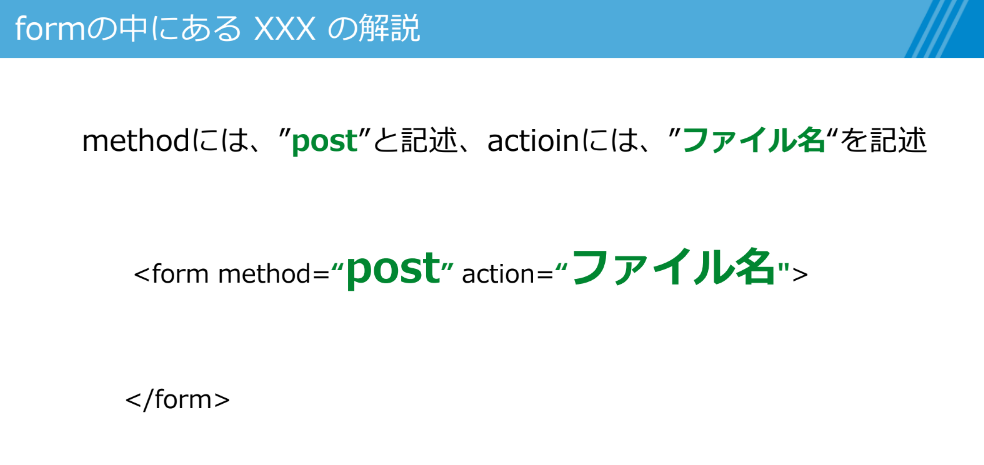 formの中にある XXX の解説
methodには、”post”と記述、actioinには、”ファイル名“を記述
<form method=“post” action=“ファイル名">
</form>